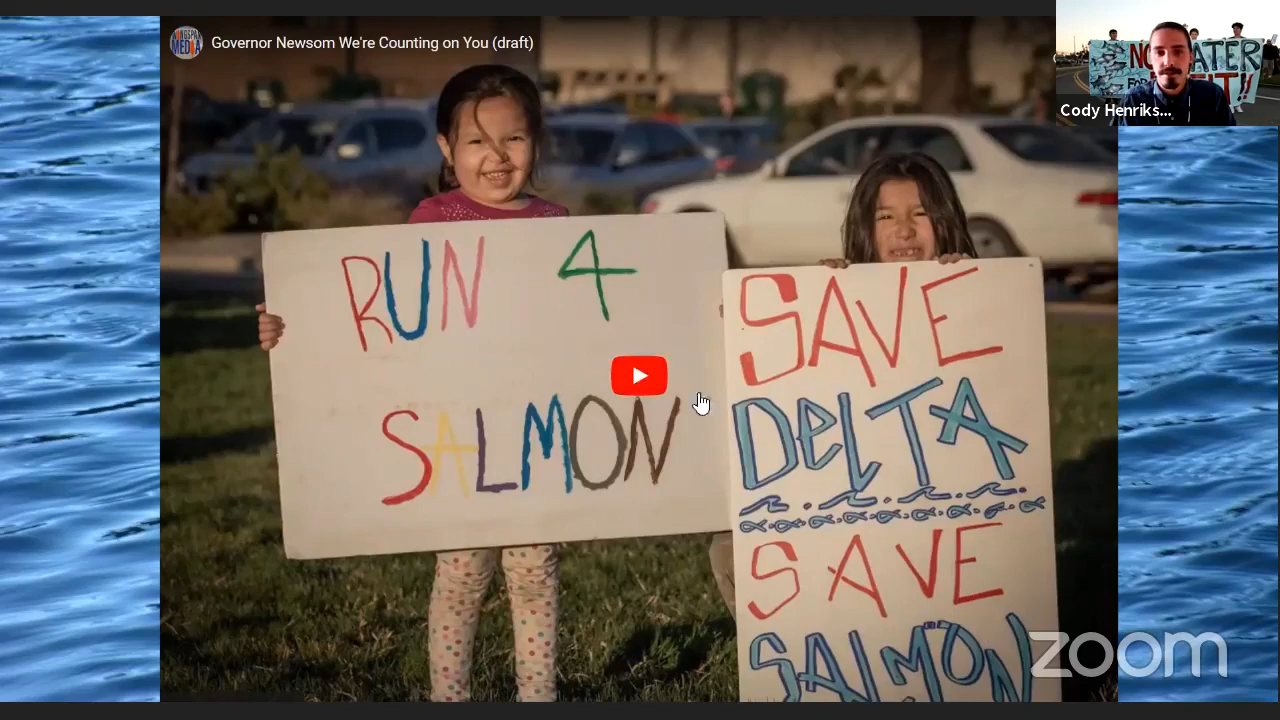 Governor Newsom We're Counting on You (draft)
RUN 4
SALMON
SAVE
DELTA
SAVE
SALMON
Cody Henriks...
zoom